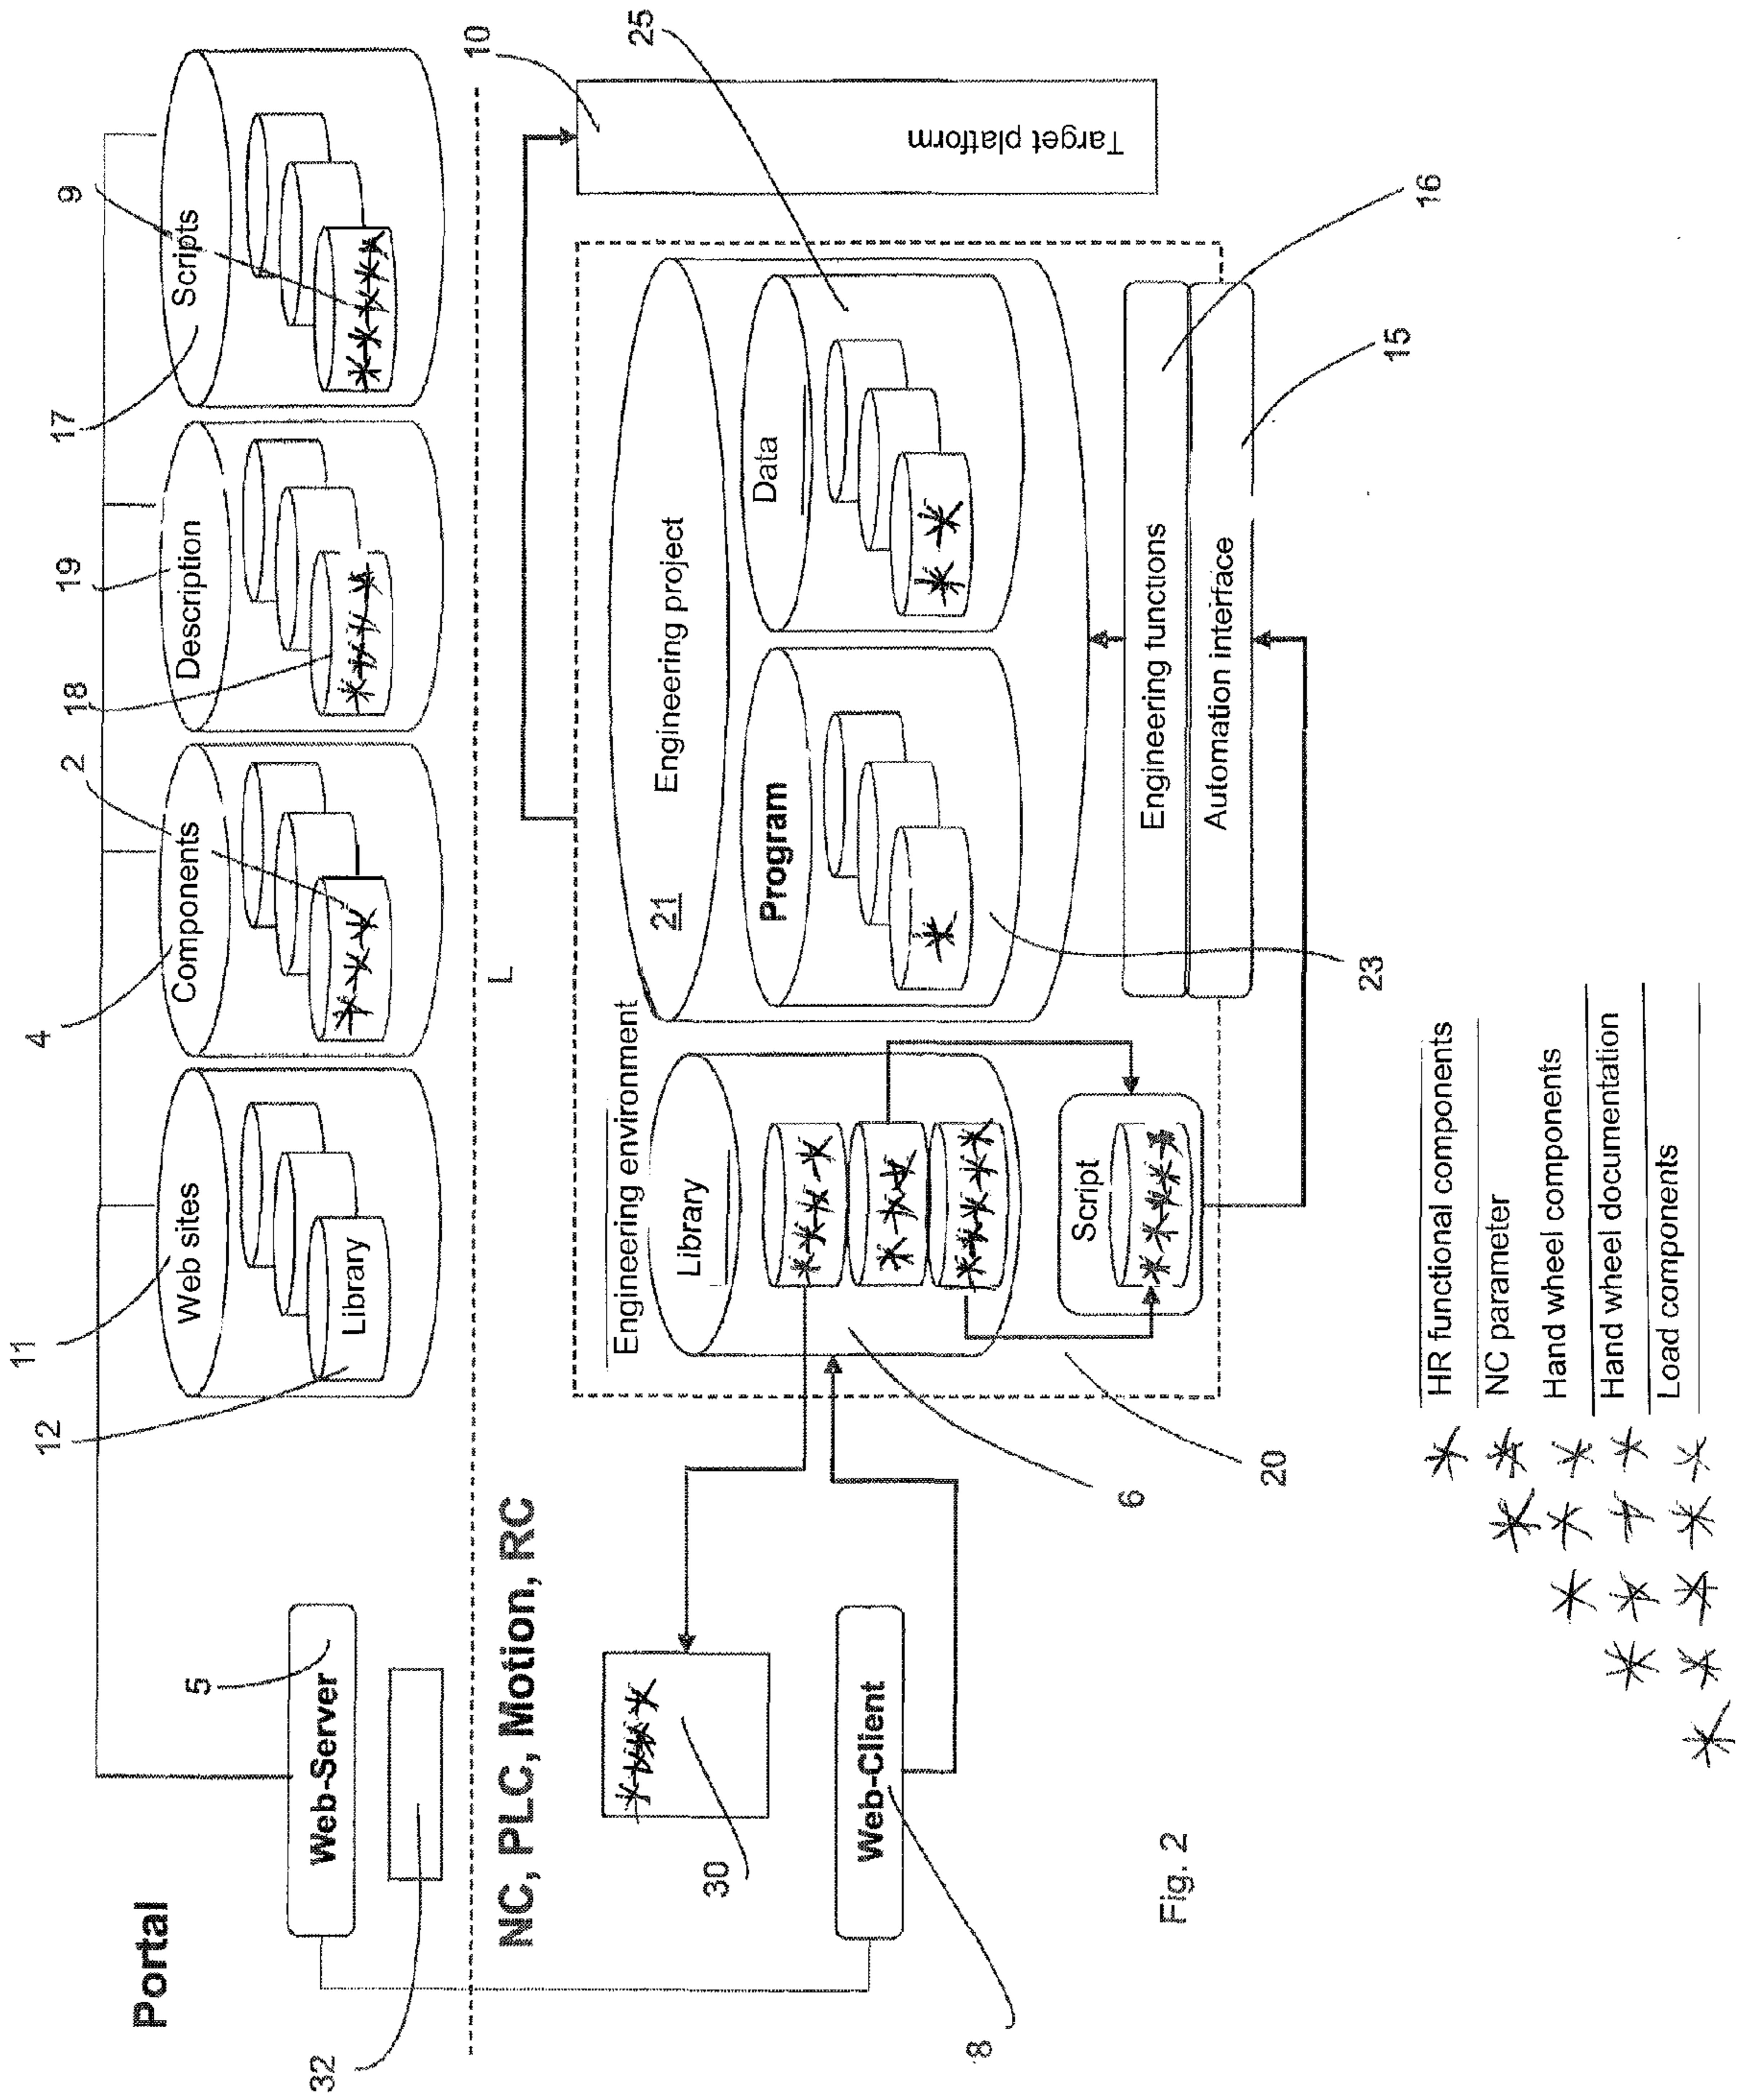 Portal
32
Web-Server
5
11
Web sites
12
Library
4
Components
2
19
Description
18
17
Scripts
9
L
NC, PLC, Motion, RC
10
Target platform
25
30
Web-Client
8
Engineering environment
Library
6
20
Script
Engineering project
21
Program
23
Data
Engineering functions
16
Automation interface
15
Fig. 2
* HR functional components
** NC parameter
*** Hand wheel components
**** Hand wheel documentation
***** Load components